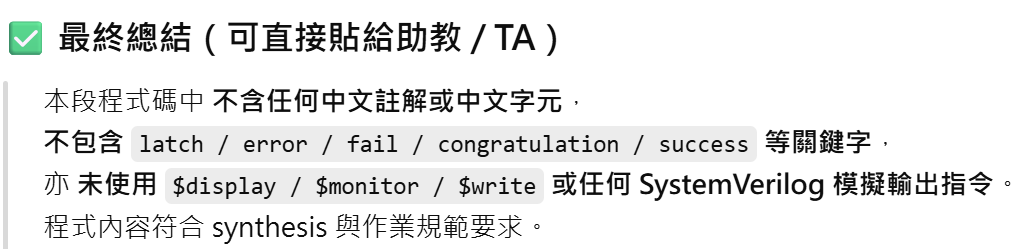 ✅ 最終總結（可直接貼給助教 / TA）
本段程式碼中 不含任何中文註解或中文字元，
不包含 latch / error / fail / congratulation / success 等關鍵字，
亦 未使用 $display / $monitor / $write 或任何 SystemVerilog 模擬輸出指令。
程式內容符合 synthesis 與作業規範要求。